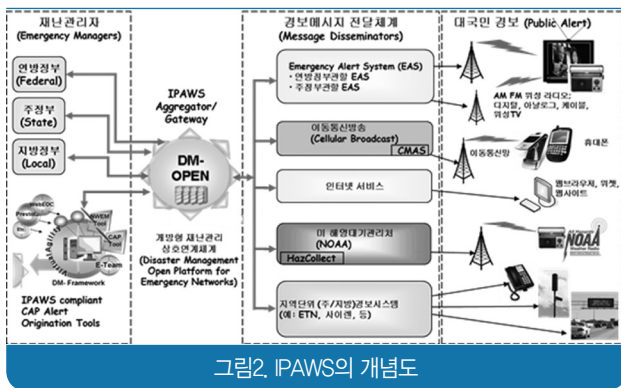 재난관리자
(Emergency Managers)
연방정부
(Federal)
주정부
(State)
지방정부
(Local)
WebEOC
NWEM
Tool
CAP
Tool
E-Team
DM- Framework
IPAWS compliant
CAP Alert
Origination Tools
IPAWS
Aggregator/
Gateway
DM-
OPEN
개방형 재난관리
상호연계체계
(Disaster Management
Open Platform for
Emergency Networks)
경보메시지 전달체계
(Message Disseminators)
Emergency Alert System (EAS)
· 연방정부관할 EAS
· 주정부관할 EAS
이동통신방송
(Cellular Broadcast)
CMAS
인터넷 서비스
미 해양대기관리처
(NOAA)
HazCollect
지역단위 (주/지방)경보시스템
(예: ETN, 사이렌, 등)
대국민 경보 (Public Alert)
AM FM 위성 라디오;
디지털, 아날로그, 케이블,
위성TV
이동통신망
휴대폰
웹브라우저, 위젯,
웹사이트
NOAA
그림2. IPAWS의 개념도